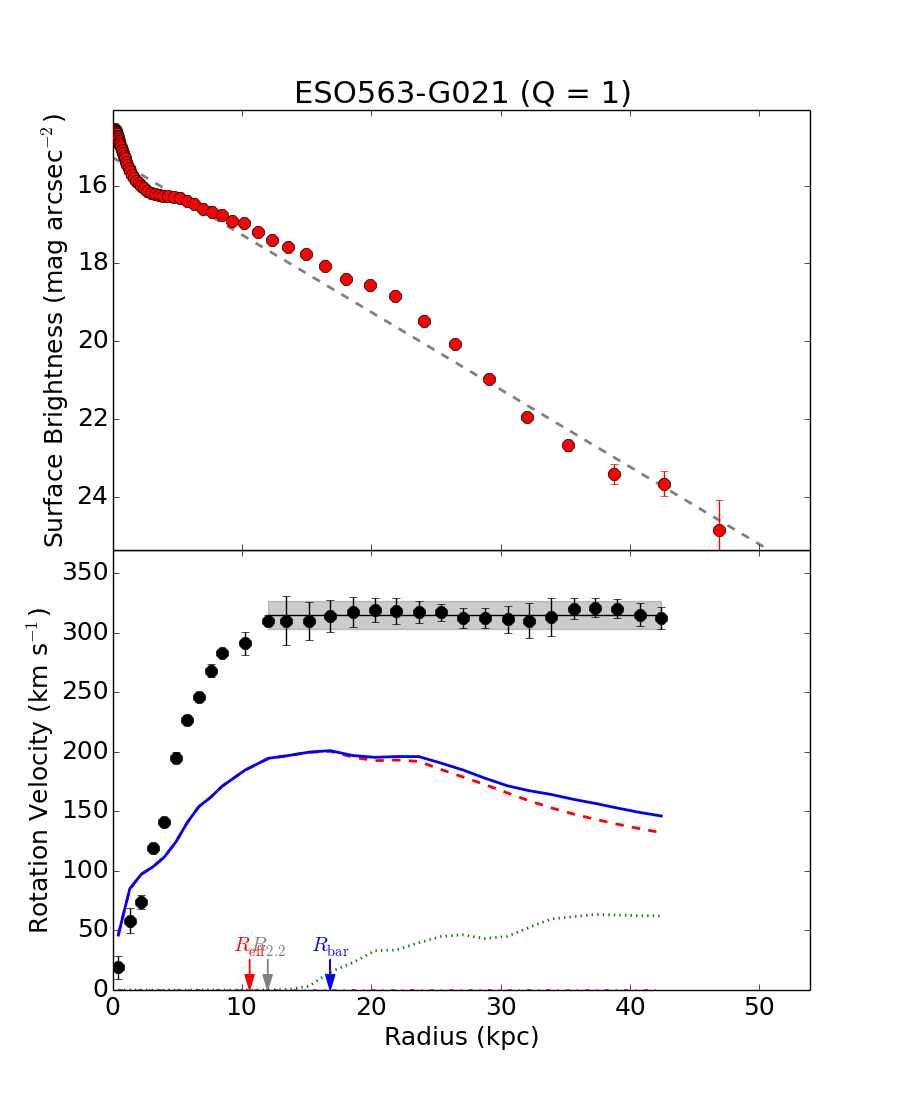 ESO563-G021 (Q = 1)
Surface Brightness (mag arcsec⁻²)
16
18
20
22
24
Rotation Velocity (km s⁻¹)
350
300
250
200
150
100
50
0
R_eff R_2.2 R_bar
0 10 20 30 40 50
Radius (kpc)